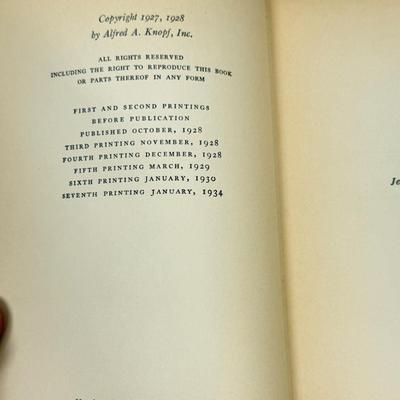 Copyright 1927, 1928
by Alfred A. Knopf, Inc.
ALL RIGHTS RESERVED
INCLUDING THE RIGHT TO REPRODUCE THIS BOOK
OR PARTS THEREOF IN ANY FORM
FIRST AND SECOND PRINTINGS
BEFORE PUBLICATION
PUBLISHED OCTOBER, 1928
THIRD PRINTING NOVEMBER, 1928
FOURTH PRINTING DECEMBER, 1928
FIFTH PRINTING MARCH, 1929
SIXTH PRINTING JANUARY, 1930
SEVENTH PRINTING JANUARY, 1934